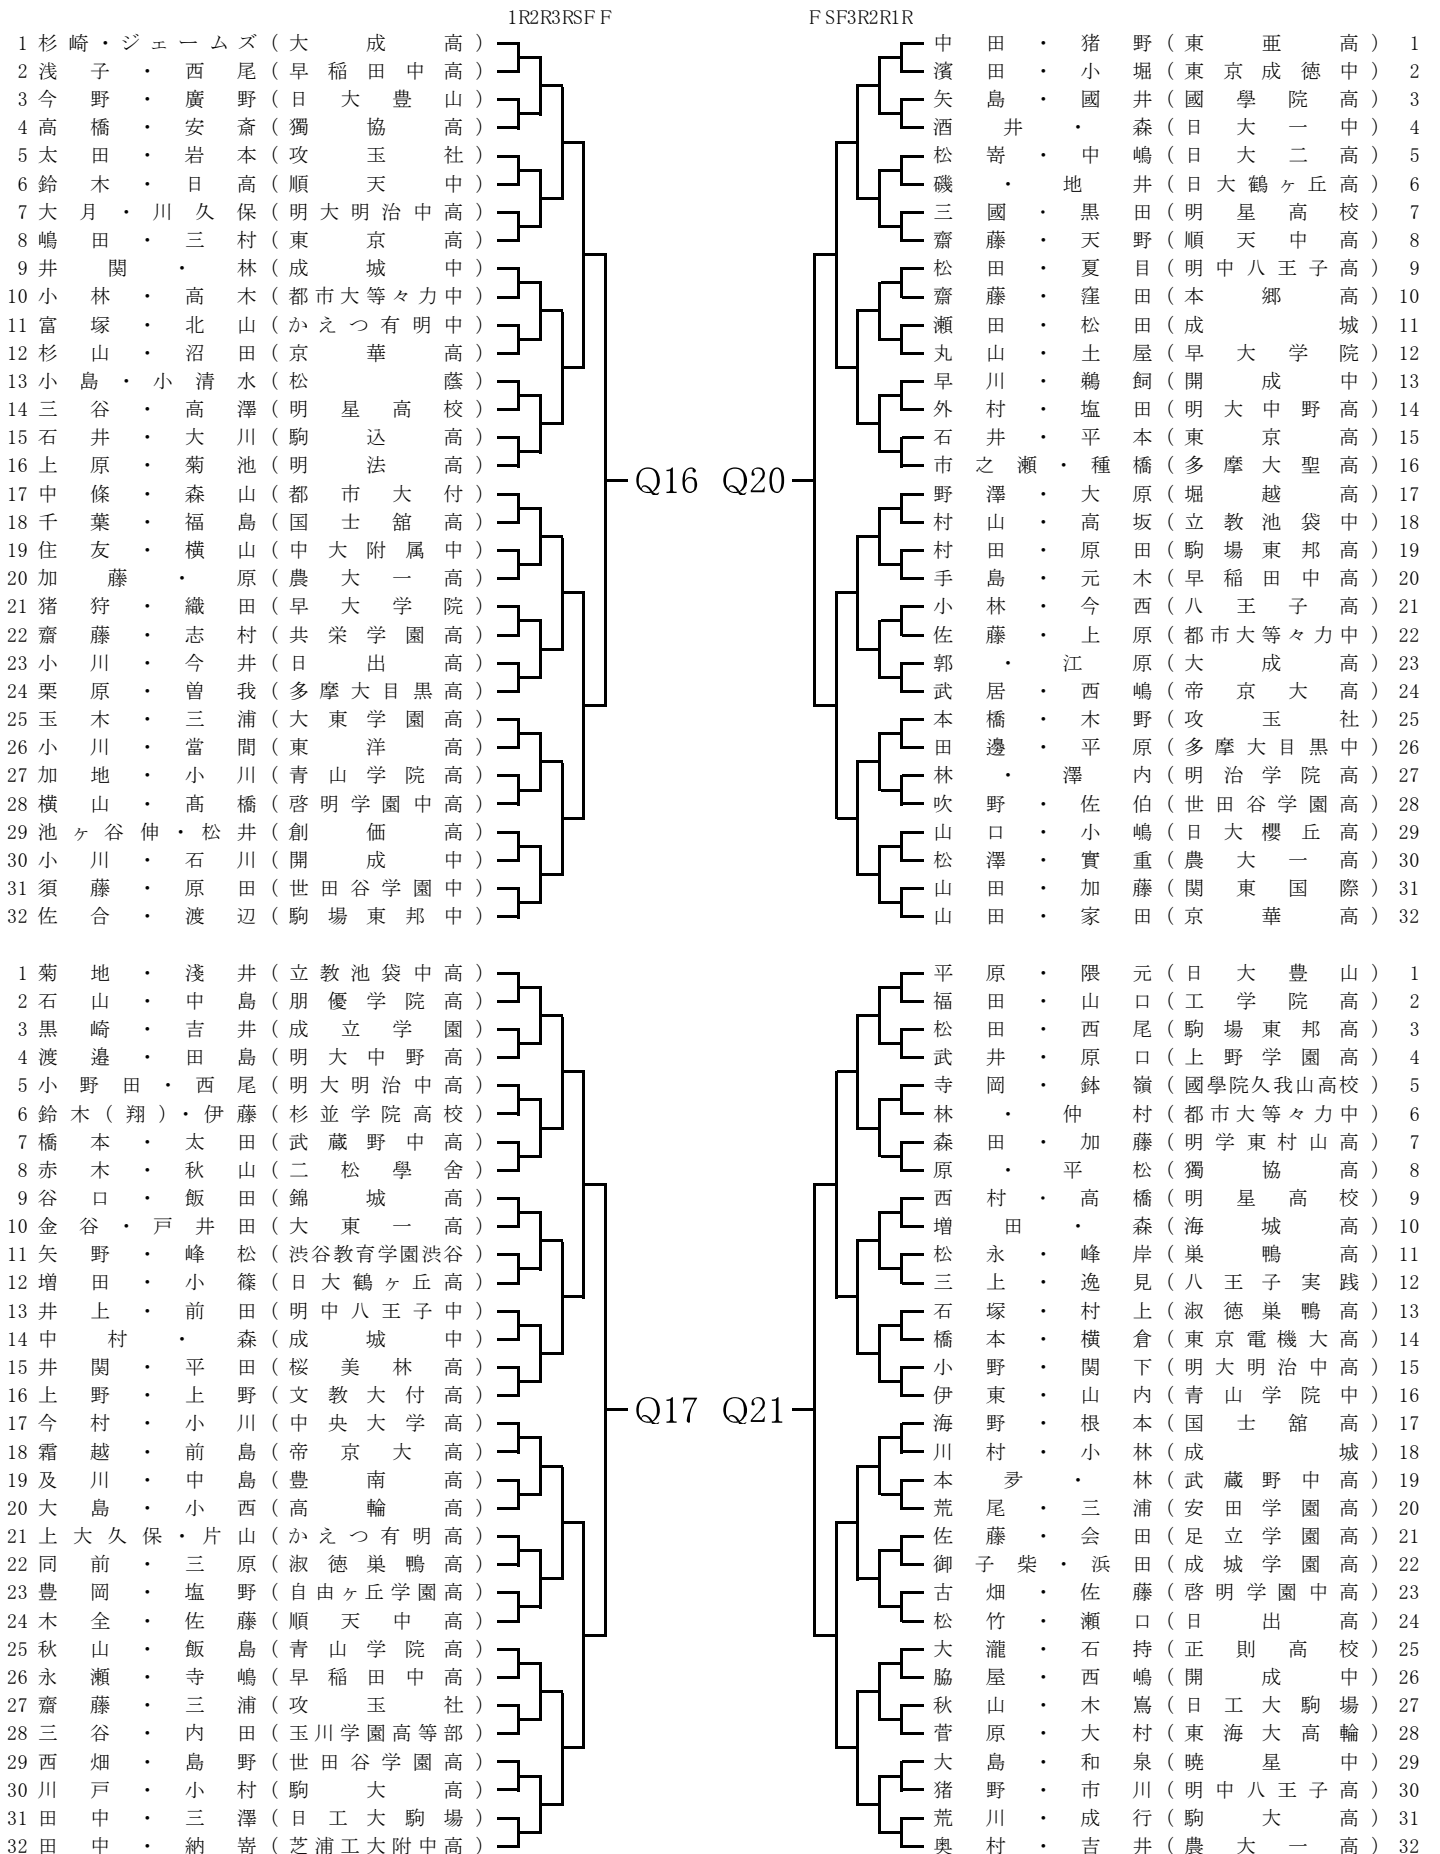 1R2R3RSF F
1 杉崎・ジェームズ(大成高)
2 浅子・西尾(早稲田中高)
3 今野・廣野(日大豊山)
4 高橋・安斎(獨協高)
5 太田・岩本(攻玉社)
6 鈴木・日高(順天中)
7 大月・川久保(明大明治中高)
8 嶋田・三村(東京高)
9 井関・林(成城中)
10 小林・高木(都市大等々力中)
11 富塚・北山(かえつ有明中)
12 杉山・沼田(京華高)
13 小島・小清水(松蔭)
14 三谷・高澤(明星高校)
15 石井・大川(駒込高)
16 上原・菊池(明法高)
17 中條・森山(都市大付)
18 千葉・福島(国士舘高)
19 住友・横山(中大附属中)
20 加藤・原(農大一高)
21 猪狩・織田(早大学院)
22 齋藤・志村(共栄学園高)
23 小川・今井(日出高)
24 栗原・曽我(多摩大目黒高)
25 玉木・三浦(大東学園高)
26 小川・當間(東洋高)
27 加地・小川(青山学院高)
28 横山・髙橋(啓明学園中高)
29 池ヶ谷伸・松井(創価高)
30 小川・石川(開成中)
31 須藤・原田(世田谷学園中)
32 佐合・渡辺(駒場東邦中)
Q16
F SF3R2R1R
中田・猪野(東亜高) 1
濱田・小堀(東京成徳中) 2
矢島・國井(國學院高) 3
酒井・森(日大一中) 4
松嵜・中嶋(日大二高) 5
磯・地井(日大鶴ヶ丘高) 6
三國・黒田(明星高校) 7
齋藤・天野(順天中高) 8
松田・夏目(明中八王子高) 9
齋藤・窪田(本郷高) 10
瀬田・松田(成城) 11
丸山・土屋(早大学院) 12
早川・鵜飼(開成中) 13
外村・塩田(明大中野高) 14
石井・平本(東京高) 15
市之瀬・種橋(多摩大聖高) 16
野澤・大原(堀越高) 17
村山・高坂(立教池袋中) 18
村田・原田(駒場東邦高) 19
手島・元木(早稲田中高) 20
小林・今西(八王子高) 21
佐藤・上原(都市大等々力中) 22
郭・江原(大成高) 23
武居・西嶋(帝京大高) 24
本橋・木野(攻玉社) 25
田邊・平原(多摩大目黒中) 26
林・澤内(明治学院高) 27
吹野・佐伯(世田谷学園高) 28
山口・小嶋(日大櫻丘高) 29
松澤・實重(農大一高) 30
山田・加藤(関東国際) 31
山田・家田(京華高) 32
Q20
1 菊地・淺井(立教池袋中高)
2 石山・中島(朋優学院高)
3 黒崎・吉井(成立学園)
4 渡邉・田島(明大中野高)
5 小野田・西尾(明大明治中高)
6 鈴木(翔)・伊藤(杉並学院高校)
7 橋本・太田(武蔵野中高)
8 赤木・秋山(二松學舎)
9 谷口・飯田(錦城高)
10 金谷・戸井田(大東一高)
11 矢野・峰松(渋谷教育学園渋谷)
12 増田・小篠(日大鶴ヶ丘高)
13 井上・前田(明中八王子中)
14 中村・森(成城中)
15 井関・平田(桜美林高)
16 上野・上野(文教大付高)
17 今村・小川(中央大学高)
18 霜越・前島(帝京大高)
19 及川・中島(豊南高)
20 大島・小西(高輪高)
21 上大久保・片山(かえつ有明高)
22 同前・三原(淑徳巣鴨高)
23 豊岡・塩野(自由ヶ丘学園高)
24 木全・佐藤(順天中高)
25 秋山・飯島(青山学院高)
26 永瀬・寺嶋(早稲田中高)
27 齋藤・三浦(攻玉社)
28 三谷・内田(玉川学園高等部)
29 西畑・島野(世田谷学園高)
30 川戸・小村(駒大高)
31 田中・三澤(日工大駒場)
32 田中・納嵜(芝浦工大附中高)
Q17
平原・隈元(日大豊山) 1
福田・山口(工学院高) 2
松田・西尾(駒場東邦高) 3
武井・原口(上野学園高) 4
寺岡・鉢嶺(國學院久我山高校) 5
林・仲村(都市大等々力中) 6
森田・加藤(明学東村山高) 7
原・平松(獨協高) 8
西村・高橋(明星高校) 9
増田・森(海城高) 10
松永・峰岸(巣鴨高) 11
三上・逸見(八王子実践) 12
石塚・村上(淑徳巣鴨高) 13
橋本・横倉(東京電機大高) 14
小野・関下(明大明治中高) 15
伊東・山内(青山学院中) 16
海野・根本(国士舘高) 17
川村・小林(成城) 18
本夛・林(武蔵野中高) 19
荒尾・三浦(安田学園高) 20
佐藤・会田(足立学園高) 21
御子柴・浜田(成城学園高) 22
古畑・佐藤(啓明学園中高) 23
松竹・瀬口(日出高) 24
大瀧・石持(正則高校) 25
脇屋・西嶋(開成中) 26
秋山・木嶌(日工大駒場) 27
菅原・大村(東海大高輪) 28
大島・和泉(暁星中) 29
猪野・市川(明中八王子高) 30
荒川・成行(駒大高) 31
奥村・吉井(農大一高) 32
Q21